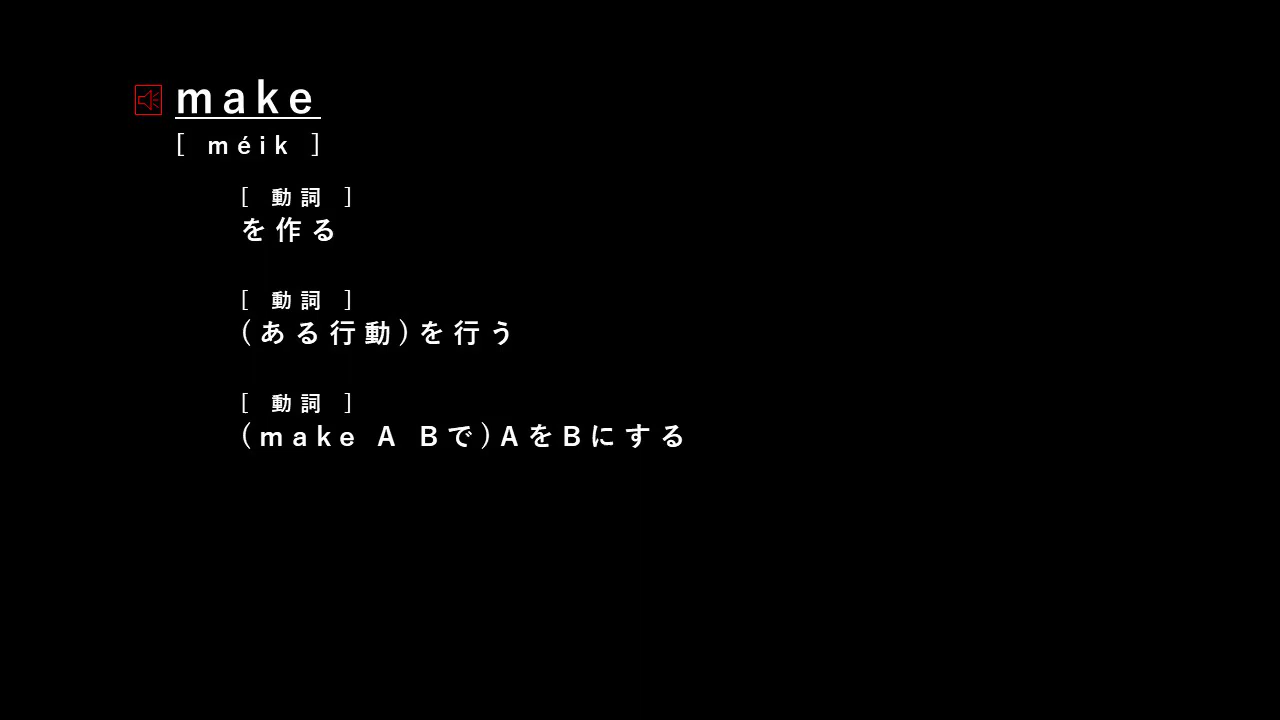 make
[ méik ]
[ 動詞 ]
を作る
[ 動詞 ]
(ある行動)を行う
[ 動詞 ]
(make A Bで)AをBにする